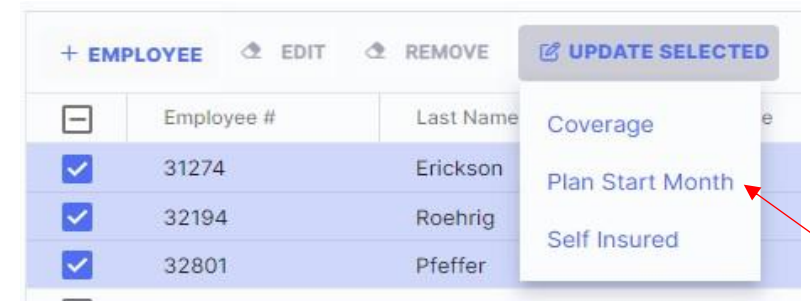 + EMPLOYEE EDIT REMOVE UPDATE SELECTED
Employee # Last Name e
31274 Erickson
32194 Roehrig
32801 Pfeffer
Coverage
Plan Start Month
Self Insured